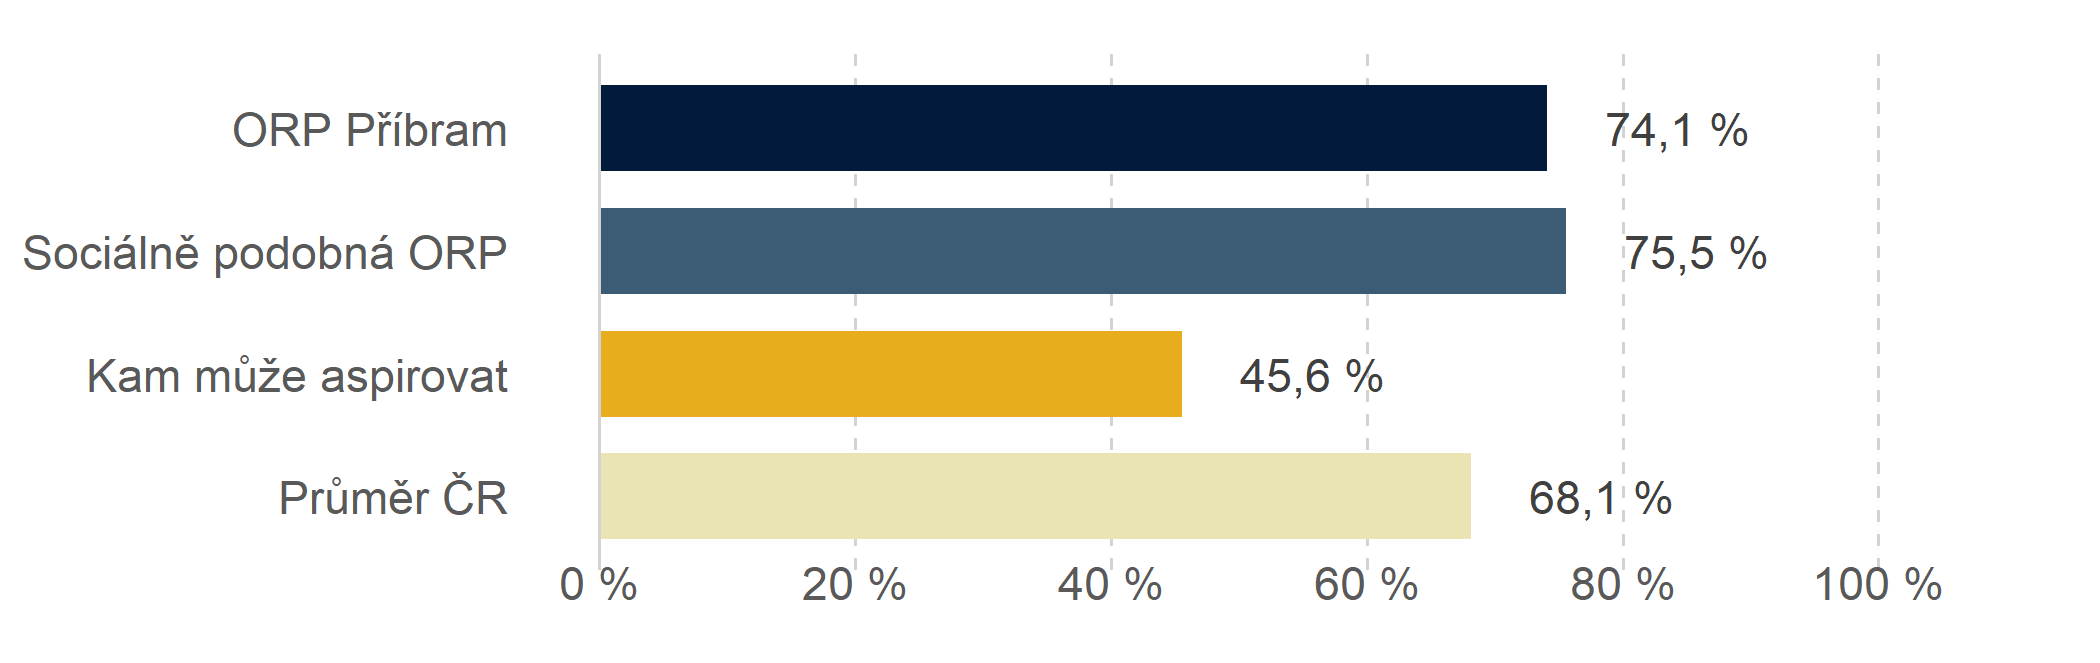 ORP Příbram
74,1 %
Sociálně podobná ORP
75,5 %
Kam může aspirovat
45,6 %
Průměr ČR
68,1 %
0 % 20 % 40 % 60 % 80 % 100 %